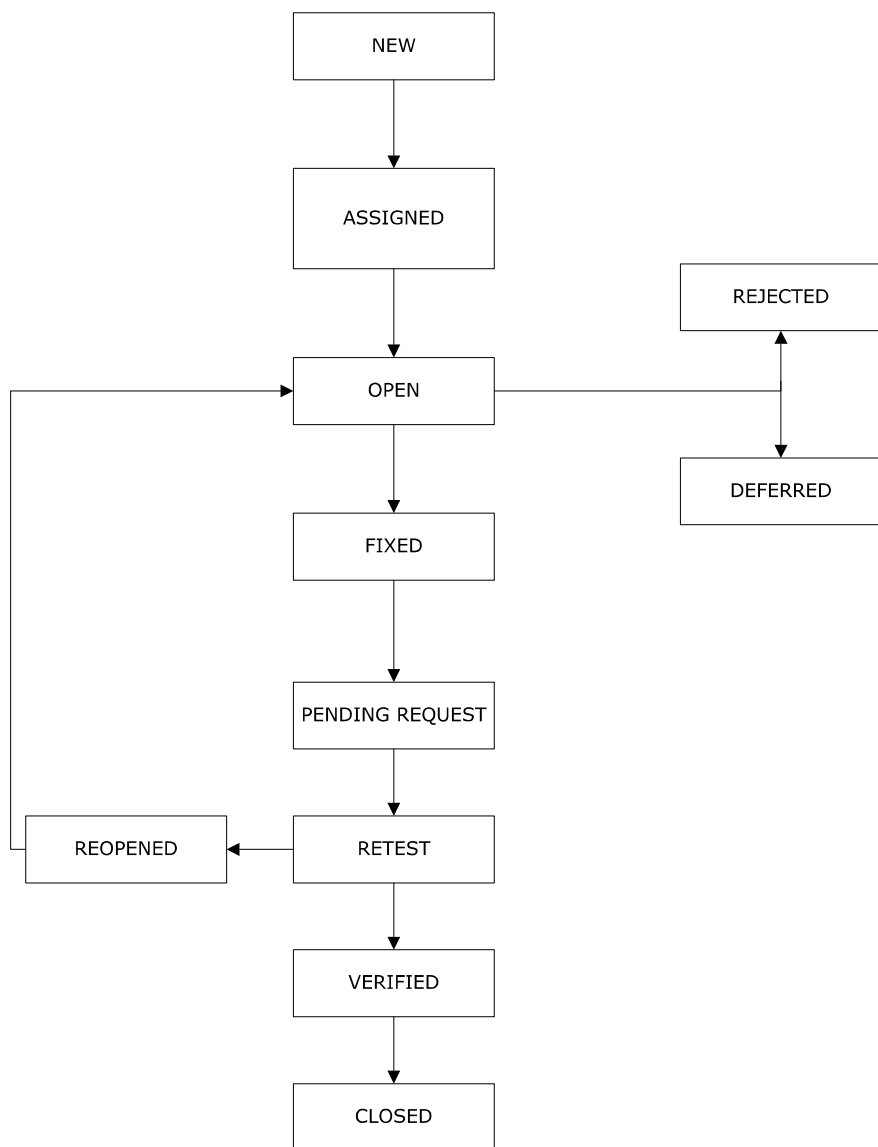 NEW
ASSIGNED
REJECTED
OPEN
DEFERRED
FIXED
PENDING REQUEST
REOPENED
RETEST
VERIFIED
CLOSED